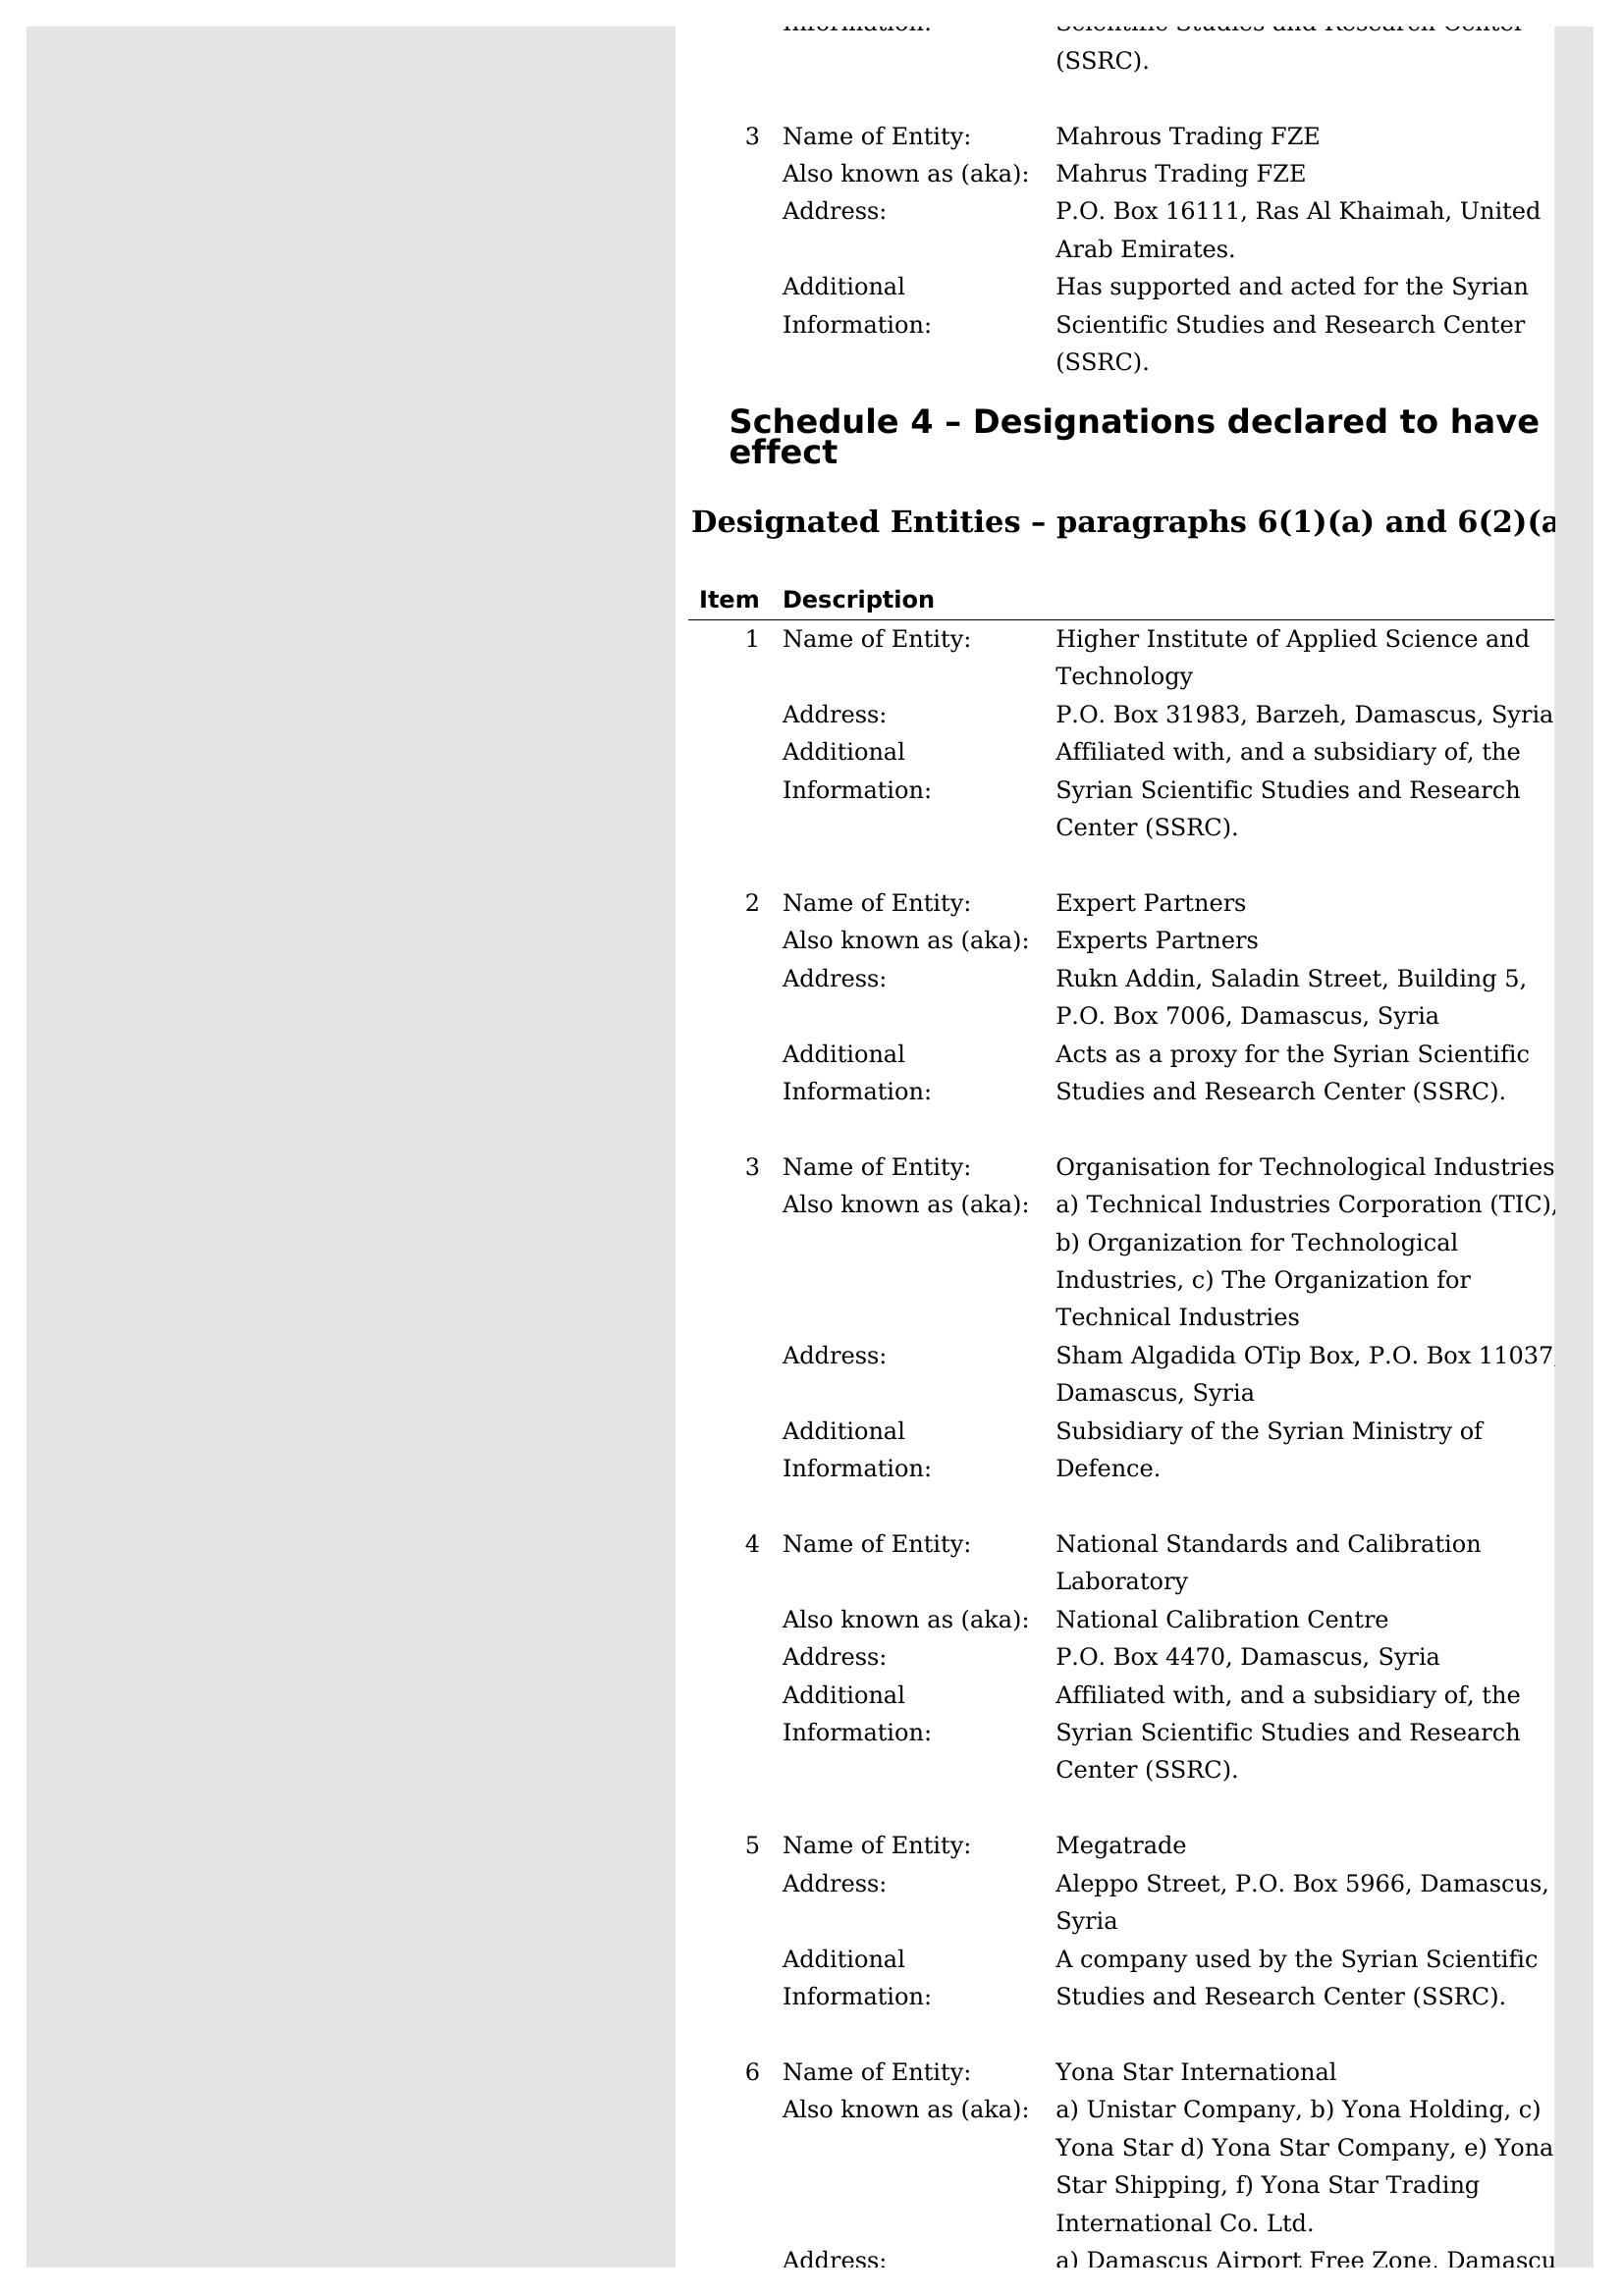 Information: Scientific Studies and Research Center
(SSRC).
3 Name of Entity: Mahrous Trading FZE
Also known as (aka): Mahrus Trading FZE
Address: P.O. Box 16111, Ras Al Khaimah, United
Arab Emirates.
Additional Has supported and acted for the Syrian
Information: Scientific Studies and Research Center
(SSRC).
Schedule 4 – Designations declared to have
effect
Designated Entities – paragraphs 6(1)(a) and 6(2)(a
Item Description
1 Name of Entity: Higher Institute of Applied Science and
Technology
Address: P.O. Box 31983, Barzeh, Damascus, Syria
Additional Affiliated with, and a subsidiary of, the
Information: Syrian Scientific Studies and Research
Center (SSRC).
2 Name of Entity: Expert Partners
Also known as (aka): Experts Partners
Address: Rukn Addin, Saladin Street, Building 5,
P.O. Box 7006, Damascus, Syria
Additional Acts as a proxy for the Syrian Scientific
Information: Studies and Research Center (SSRC).
3 Name of Entity: Organisation for Technological Industries
Also known as (aka): a) Technical Industries Corporation (TIC),
b) Organization for Technological
Industries, c) The Organization for
Technical Industries
Address: Sham Algadida OTip Box, P.O. Box 11037,
Damascus, Syria
Additional Subsidiary of the Syrian Ministry of
Information: Defence.
4 Name of Entity: National Standards and Calibration
Laboratory
Also known as (aka): National Calibration Centre
Address: P.O. Box 4470, Damascus, Syria
Additional Affiliated with, and a subsidiary of, the
Information: Syrian Scientific Studies and Research
Center (SSRC).
5 Name of Entity: Megatrade
Address: Aleppo Street, P.O. Box 5966, Damascus,
Syria
Additional A company used by the Syrian Scientific
Information: Studies and Research Center (SSRC).
6 Name of Entity: Yona Star International
Also known as (aka): a) Unistar Company, b) Yona Holding, c)
Yona Star d) Yona Star Company, e) Yona
Star Shipping, f) Yona Star Trading
International Co. Ltd.
Address: a) Damascus Airport Free Zone, Damascu